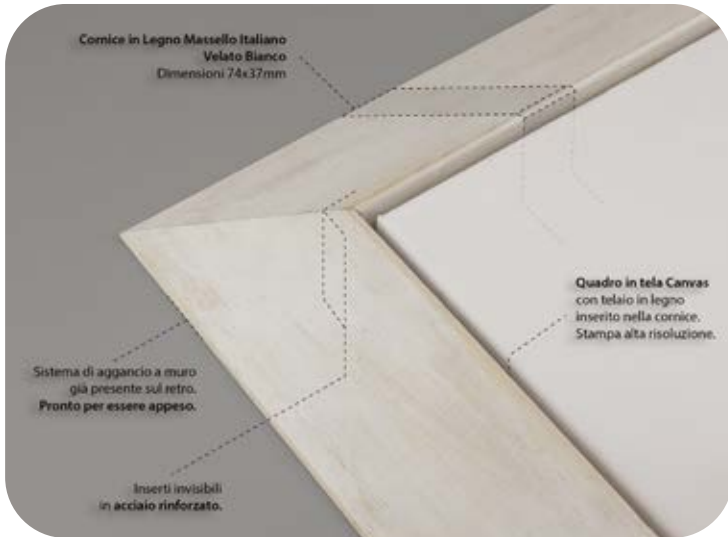 Cornice in Legno Massello Italiano
Velato Bianco
Dimensioni 74x37mm
Quadro in tela Canvas
con telaio in legno
inserito nella cornice.
Stampa alta risoluzione.
Sistema di aggancio a muro
già presente sul retro.
Pronto per essere appeso.
Inserti invisibili
in acciaio rinforzato.